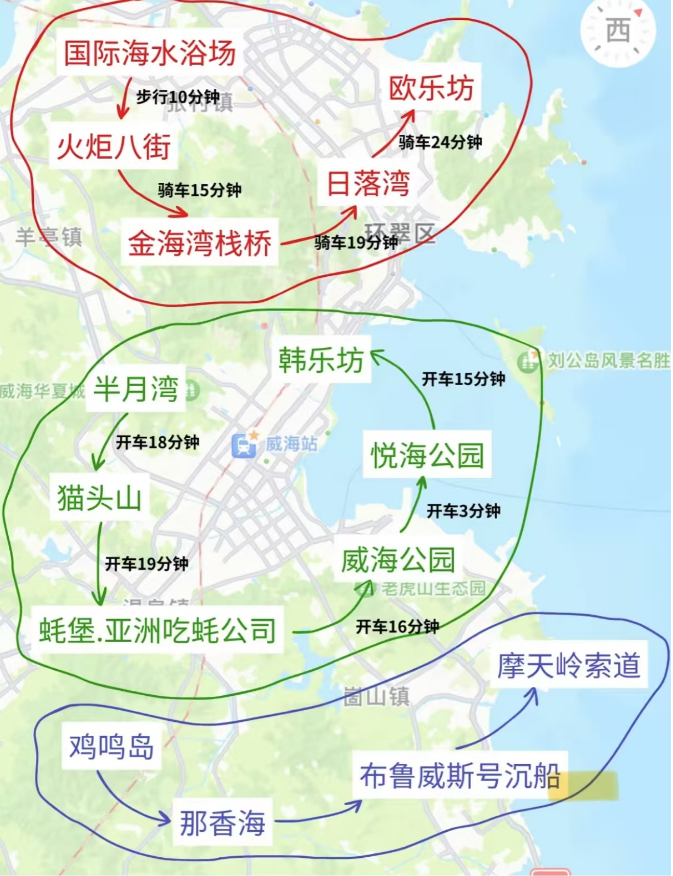 西
国际海水浴场
步行10分钟
张村镇
火炬八街
骑车15分钟
金海湾栈桥
骑车19分钟
日落湾
骑车24分钟
欧乐坊
羊亭镇
环翠区
刘公岛风景名胜
威海华夏城
半月湾
开车18分钟
猫头山
开车19分钟
温泉镇
蚝堡.亚洲吃蚝公司
开车16分钟
威海公园
老虎山生态园
开车3分钟
悦海公园
开车15分钟
韩乐坊
威海站
崮山镇
鸡鸣岛
那香海
布鲁威斯号沉船
摩天岭索道